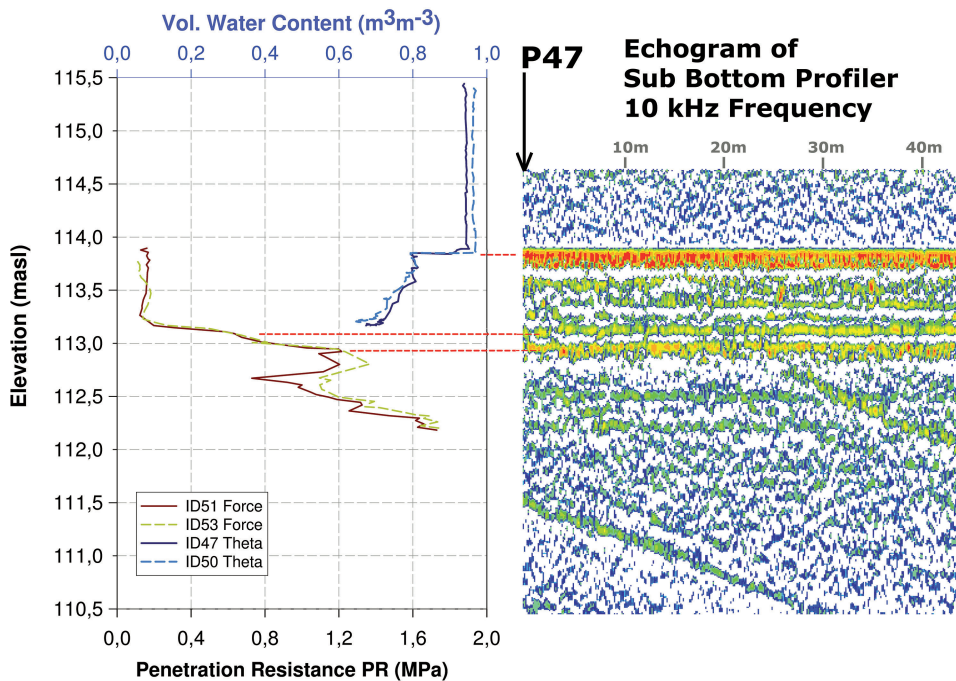 Vol. Water Content (m³m⁻³)
0,0 0,2 0,4 0,6 0,8 1,0
P47
Echogram of
Sub Bottom Profiler
10 kHz Frequency
10m 20m 30m 40m
Elevation (masl)
115,5
115,0
114,5
114,0
113,5
113,0
112,5
112,0
111,5
111,0
110,5
ID51 Force
ID53 Force
ID47 Theta
ID50 Theta
0,0 0,0 0,8 1,2 1,6 2,0
Penetration Resistance PR (MPa)